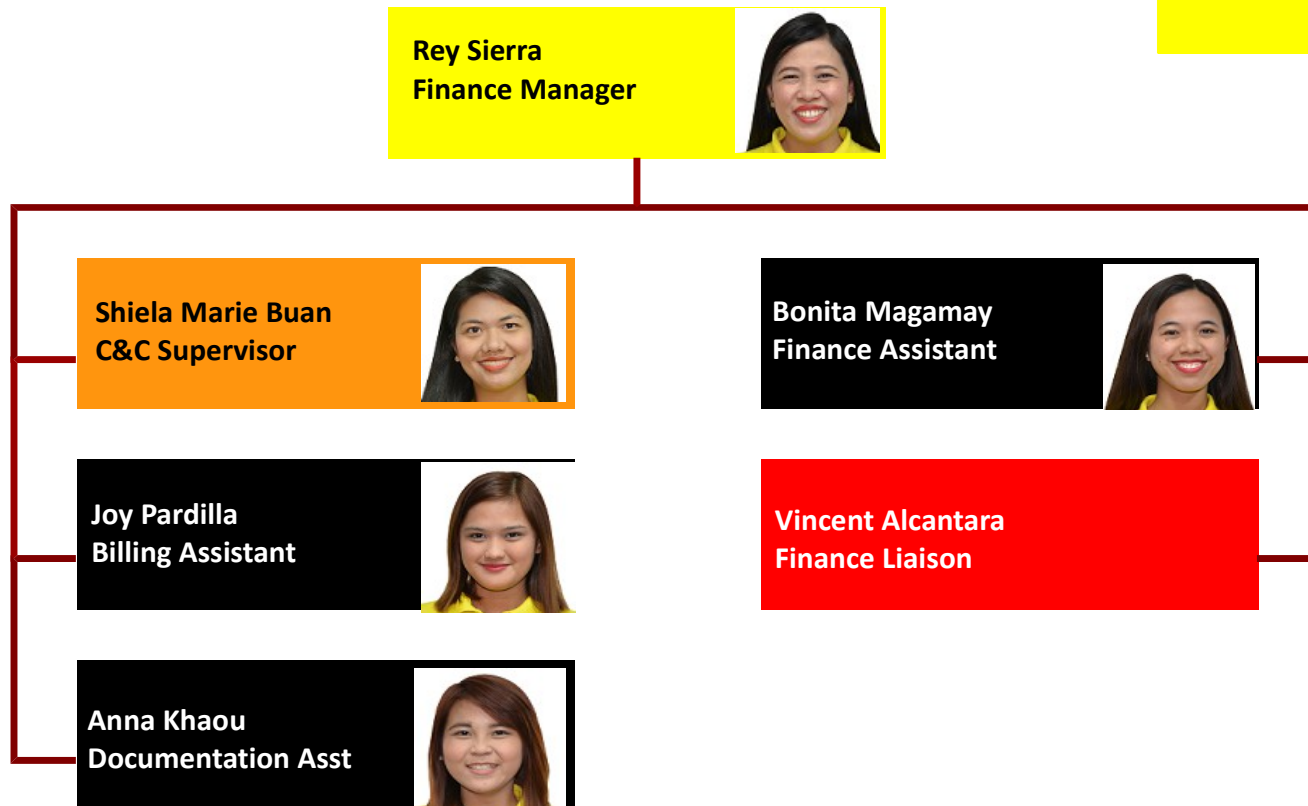 Rey Sierra
Finance Manager
Shiela Marie Buan
C&C Supervisor
Bonita Magamay
Finance Assistant
Joy Pardilla
Billing Assistant
Vincent Alcantara
Finance Liaison
Anna Khaou
Documentation Asst